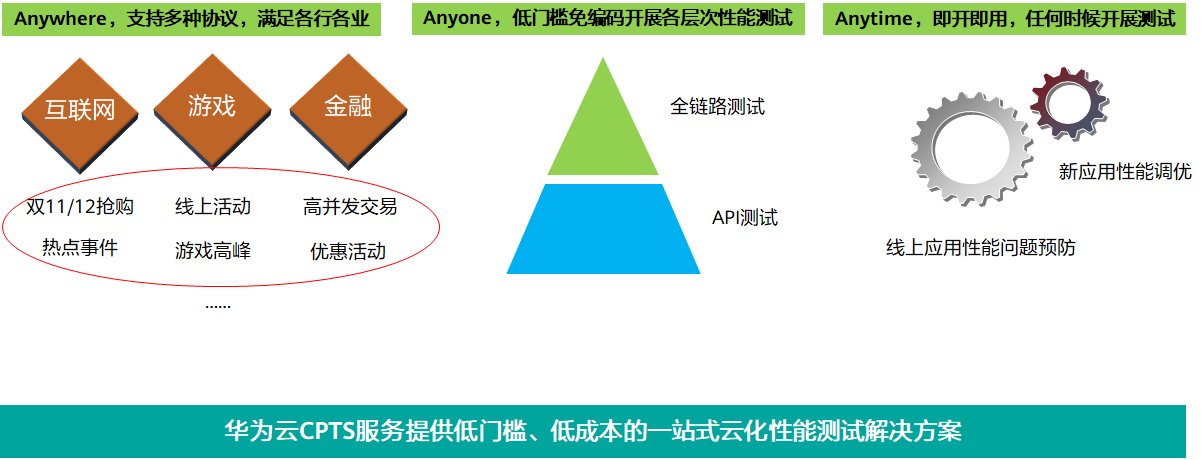 Anywhere，支持多种协议，满足各行各业
互联网
游戏
金融
双11/12抢购
线上活动
高并发交易
热点事件
游戏高峰
优惠活动
......
Anyone，低门槛免编码开展各层次性能测试
全链路测试
API测试
Anytime，即开即用，任何时候开展测试
新应用性能调优
线上应用性能问题预防
华为云CPTS服务提供低门槛、低成本的一站式云化性能测试解决方案